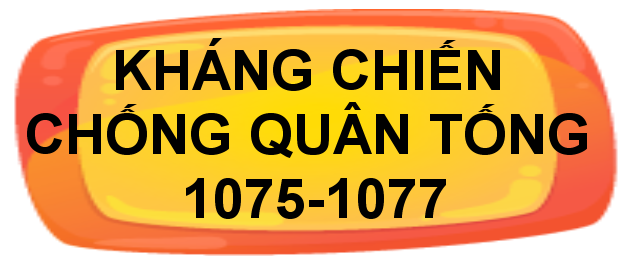 KHÁNG CHIẾN
CHỐNG QUÂN TỐNG
1075-1077